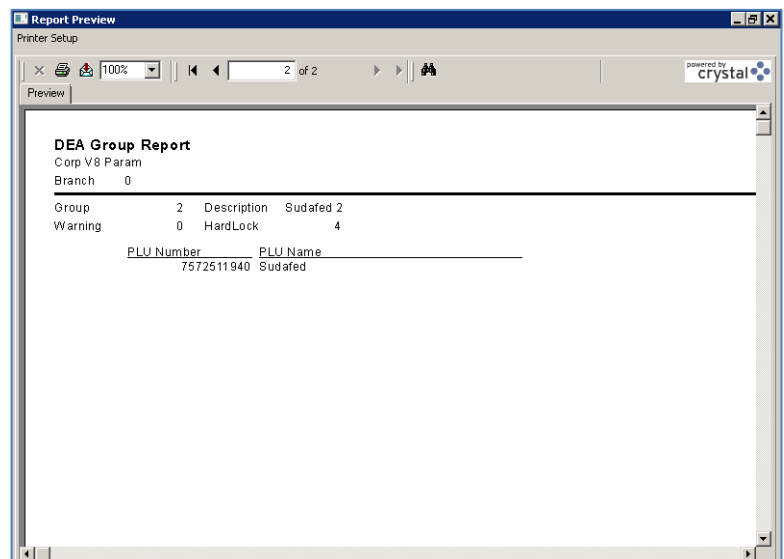 Report Preview
Printer Setup
100% 2 of 2 powered by crystal
Preview
DEA Group Report
Corp V8 Param
Branch 0
Group 2 Description Sudafed 2
Warning 0 HardLock 4
PLU Number PLU Name
7572511940 Sudafed